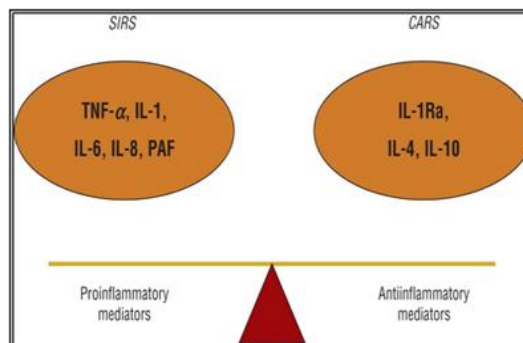 SIRS
CARS
TNF-α, IL-1,
IL-6, IL-8, PAF
IL-1Ra,
IL-4, IL-10
Proinflammatory
mediators
Antiinflammatory
mediators